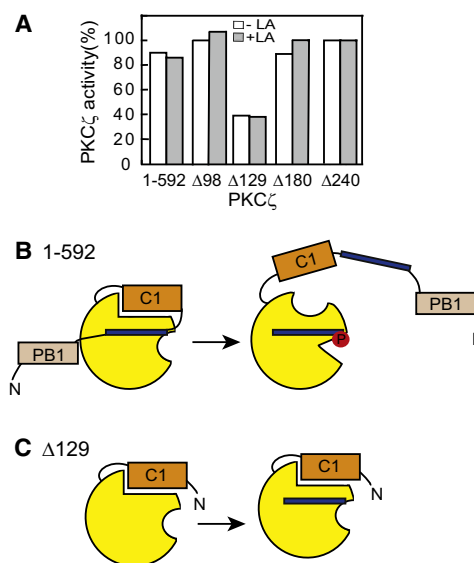 A
- LA
+LA
PKCζ activity(%)
100
80
60
40
20
0
1-592 Δ98 Δ129 Δ180 Δ240
PKCζ
B 1-592
C1
PB1
N
C1
PB1
P
C Δ129
C1
N
C1
N